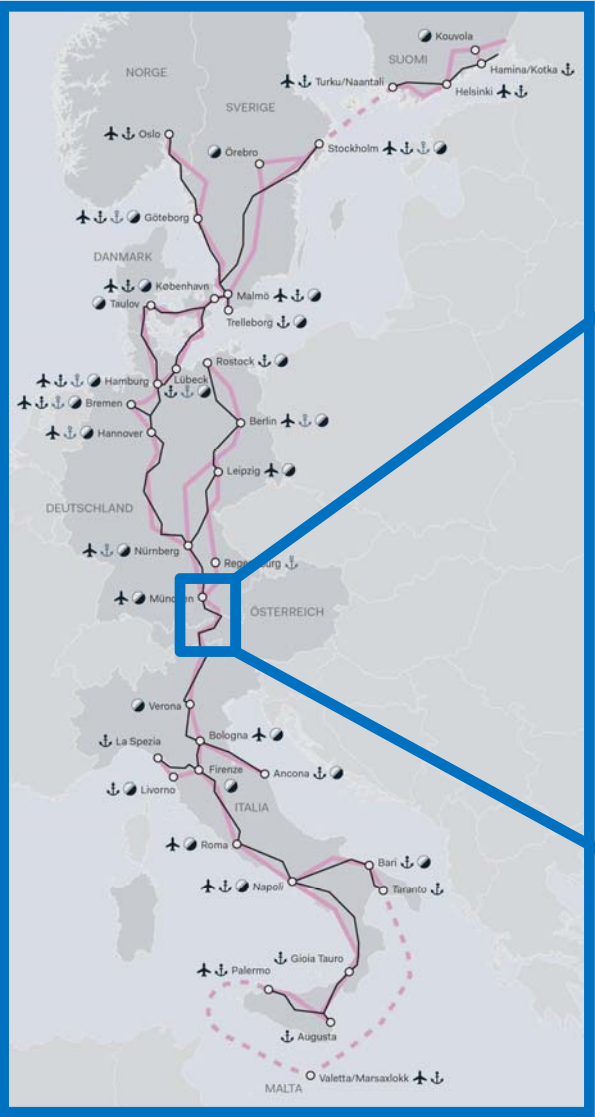 Kouvola
SUOMI
NORGE
Hamina/Kotka
Turku/Naantali
Helsinki
SVERIGE
Oslo
Örebro
Stockholm
Göteborg
DANMARK
København
Malmö
Taulov
Trelleborg
Rostock
Hamburg
Lübeck
Bremen
Berlin
Hannover
Leipzig
DEUTSCHLAND
Nürnberg
Regensburg
München
ÖSTERREICH
Verona
Bologna
La Spezia
Firenze
Ancona
Livorno
ITALIA
Roma
Bari
Napoli
Taranto
Gioia Tauro
Palermo
Augusta
Valetta/Marsaxlokk
MALTA